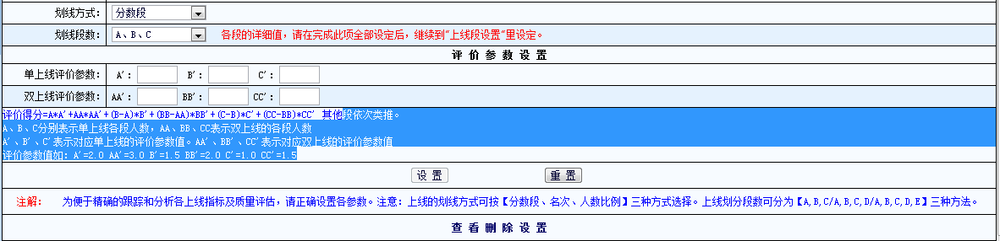 划线方式： 分数段
划线段数： A、B、C 各段的详细值，请在完成此项全部设定后，继续到"上线段设置"里设定。
评 价 参 数 设 置
单上线评价参数： A'： B'： C'：
双上线评价参数： AA'： BB'： CC'：
评价得分=A*A'+AA*AA'+(B-A)*B'+(BB-AA)*BB'+(C-B)*C'+(CC-BB)*CC' 其他段依次类推。
A、B、C分别表示单上线各段人数，AA、BB、CC表示双上线的各段人数
A'、B'、C'表示对应单上线的评价参数值。AA'、BB'、CC'表示对应双上线的评价参数值
评价参数值如：A'=2.0 AA'=3.0 B'=1.5 BB'=2.0 C'=1.0 CC'=1.5
设 置 重 置
注解： 为便于精确的跟踪和分析各上线指标及质量评估，请正确设置各参数。注意：上线的划线方式可按【分数段、名次、人数比例】三种方式选择。上线划分段数可分为【A,B,C/A,B,C,D/A,B,C,D,E】三种方法。
查 看 删 除 设 置